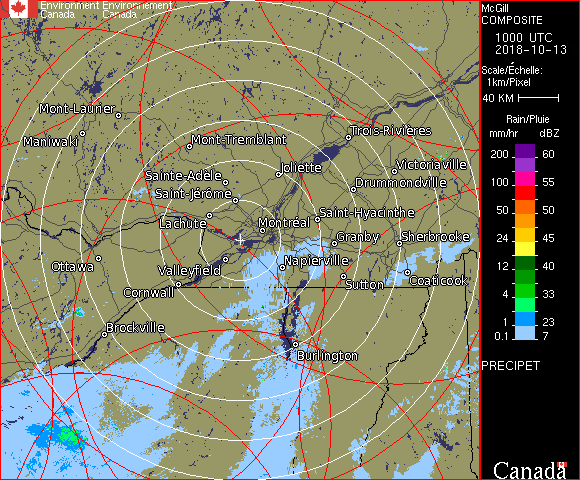 Environment Environnement
Canada Canada
McGill
COMPOSITE
1000 UTC
2018-10-13
Scale/Échelle:
1km/Pixel
40 KM
Rain/Pluie
mm/hr dBZ
200 60
100 55
50 50
24 45
12 40
4 33
1 23
0.1 7
PRECIPET
Canada
Mont-Laurier
Maniwaki
Mont-Tremblant
Trois-Rivières
Sainte-Adèle
Joliette
Victoriaville
Saint-Jérôme
Drummondville
Lachute
Montréal
Saint-Hyacinthe
Granby
Sherbrooke
Ottawa
Valleyfield
Napierville
Cornwall
Sutton
Coaticook
Brockville
Burlington